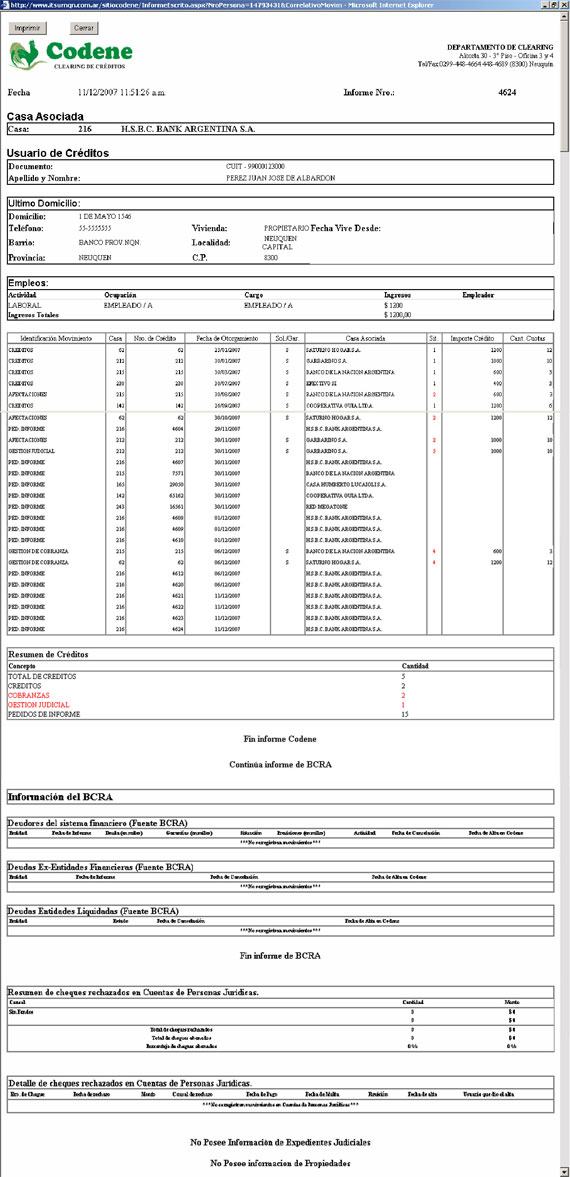 http://www.itsumqn.com.ar/sitiocodene/InformeEscrito.aspx?NroPersona=14793431&CorrelativoMovim - Microsoft Internet Explorer
Imprimir Cerrar
Codene
CLEARING DE CRÉDITOS
DEPARTAMENTO DE CLEARING
Alcorta 30 - 3° Piso - Oficina 3 y 4
Tel/Fax 0299-448-4664 448-4689 (8300) Neuquén
Fecha 11/12/2007 11:51:26 a.m. Informe Nro.: 4624
Casa Asociada
Casa: 216 H.S.B.C. BANK ARGENTINA S.A.
Usuario de Créditos
Documento: CUIT - 99000123000
Apellido y Nombre: PEREZ JUAN JOSE DE ALBARDON
Ultimo Domicilio:
Domicilio: 1 DE MAYO 1546
Teléfono: 55-5555555 Vivienda: PROPIETARIO Fecha Vive Desde:
Barrio: BANCO PROV.NQN. Localidad: NEUQUEN CAPITAL
Provincia: NEUQUEN C.P. 8300
Empleos:
Actividad Ocupación Cargo Ingresos Empleador
LABORAL EMPLEADO / A EMPLEADO / A $ 1200
Ingresos Totales $ 1200,00
Identificación Movimiento Casa Nro. de Crédito Fecha de Otorgamiento Sol./Gar. Casa Asociada Sit. Importe Crédito Cant. Cuotas
CREDITOS 62 62 25/01/2007 S SATURNO HOGAR S.A. 1 1200 12
CREDITOS 212 212 30/01/2007 S GARBARINO S.A. 1 1000 10
CREDITOS 215 215 30/03/2007 S BANCO DE LA NACION ARGENTINA 1 600 3
CREDITOS 230 230 30/07/2007 S EFECTIVO SI 1 400 3
AFECTACIONES 215 215 30/08/2007 S BANCO DE LA NACION ARGENTINA 2 600 3
CREDITOS 142 142 26/09/2007 S COOPERATIVA GUIA LTDA. 1 1200 6
AFECTACIONES 62 62 30/10/2007 S SATURNO HOGAR S.A. 2 1200 12
PED. INFORME 216 4604 29/11/2007 H.S.B.C. BANK ARGENTINA S.A.
AFECTACIONES 212 212 30/11/2007 S GARBARINO S.A. 2 1000 10
GESTION JUDICIAL 212 212 30/11/2007 S GARBARINO S.A. 5 1000 10
PED. INFORME 216 4607 30/11/2007 H.S.B.C. BANK ARGENTINA S.A.
PED. INFORME 215 7571 30/11/2007 BANCO DE LA NACION ARGENTINA
PED. INFORME 165 29050 30/11/2007 CASA HUMBERTO LUCAIOLI S.A.
PED. INFORME 142 65162 30/11/2007 COOPERATIVA GUIA LTDA.
PED. INFORME 243 16561 30/11/2007 RED MEGATONE
PED. INFORME 216 4608 01/12/2007 H.S.B.C. BANK ARGENTINA S.A.
PED. INFORME 216 4609 01/12/2007 H.S.B.C. BANK ARGENTINA S.A.
PED. INFORME 216 4610 01/12/2007 H.S.B.C. BANK ARGENTINA S.A.
GESTION DE COBRANZA 215 215 06/12/2007 S BANCO DE LA NACION ARGENTINA 4 600 3
GESTION DE COBRANZA 62 62 06/12/2007 S SATURNO HOGAR S.A. 4 1200 12
PED. INFORME 216 4612 06/12/2007 H.S.B.C. BANK ARGENTINA S.A.
PED. INFORME 216 4620 06/12/2007 H.S.B.C. BANK ARGENTINA S.A.
PED. INFORME 216 4621 11/12/2007 H.S.B.C. BANK ARGENTINA S.A.
PED. INFORME 216 4622 11/12/2007 H.S.B.C. BANK ARGENTINA S.A.
PED. INFORME 216 4623 11/12/2007 H.S.B.C. BANK ARGENTINA S.A.
PED. INFORME 216 4624 11/12/2007 H.S.B.C. BANK ARGENTINA S.A.
Resumen de Créditos
Concepto Cantidad
TOTAL DE CREDITOS 5
CREDITOS 2
COBRANZAS 2
GESTION JUDICIAL 1
PEDIDOS DE INFORME 15
Fin informe Codene
Continúa informe de BCRA
Información del BCRA
Deudores del sistema financiero (Fuente BCRA)
Entidad Fecha de Informe Deuda (en miles) Garantías (en miles) Situación Previsiones (en miles) Actividad Fecha de Cancelación Fecha de Alta en Codene
***No se registran movimientos***
Deudas Ex-Entidades Financieras (Fuente BCRA)
Entidad Fecha de Informe Fecha de Cancelación Fecha de Alta en Codene
***No se registran movimientos***
Deudas Entidades Liquidadas (Fuente BCRA)
Entidad Estado Fecha de Cancelación Fecha de Alta en Codene
***No se registran movimientos***
Fin informe de BCRA
Resumen de cheques rechazados en Cuentas de Personas Jurídicas.
Causal Cantidad Monto
Sin Fondos 0 $ 0
0 $ 0
Total de cheques rechazados 0 $ 0
Total de cheques abonados 0 $ 0
Porcentaje de cheques abonados 0 % 0 %
Detalle de cheques rechazados en Cuentas de Personas Jurídicas.
Nro. de Cheque Fecha de rechazo Monto Causal de rechazo Fecha de Pago Fecha de Multa Revisión Fecha de alta Usuario que dio el alta
***No se registran movimientos en Cuentas de Personas Jurídicas***
No Posee Información de Expedientes Judiciales
No Posee informacion de Propiedades